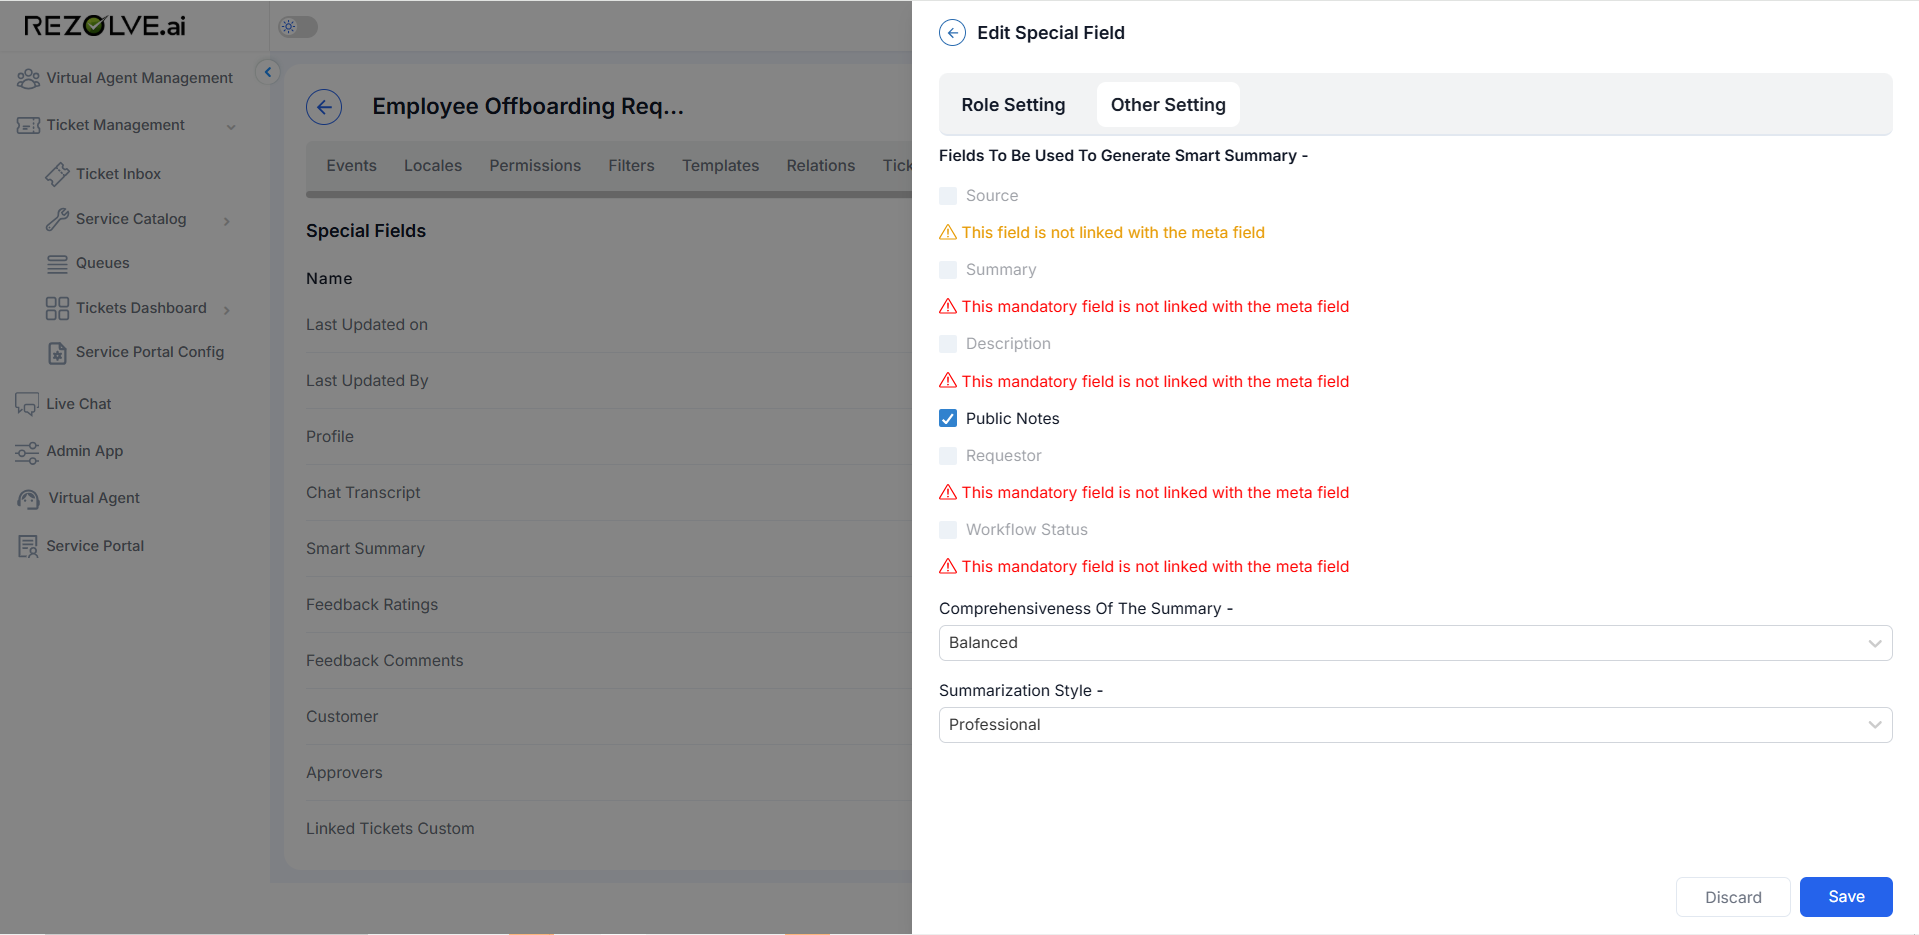 REZOLVE.ai
Virtual Agent Management
Ticket Management
Ticket Inbox
Service Catalog
Queues
Tickets Dashboard
Service Portal Config
Live Chat
Admin App
Virtual Agent
Service Portal
Employee Offboarding Req...
Events Locales Permissions Filters Templates Relations Tick
Special Fields
Name
Last Updated on
Last Updated By
Profile
Chat Transcript
Smart Summary
Feedback Ratings
Feedback Comments
Customer
Approvers
Linked Tickets Custom
Edit Special Field
Role Setting Other Setting
Fields To Be Used To Generate Smart Summary -
Source
This field is not linked with the meta field
Summary
This mandatory field is not linked with the meta field
Description
This mandatory field is not linked with the meta field
Public Notes
Requestor
This mandatory field is not linked with the meta field
Workflow Status
This mandatory field is not linked with the meta field
Comprehensiveness Of The Summary -
Balanced
Summarization Style -
Professional
Discard Save